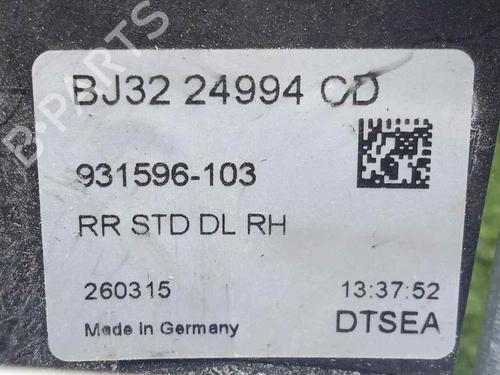 B-PARTS
BJ32 24994 CD
931596-103
RR STD DL RH
260315 13:37:52
Made in Germany DTSEA